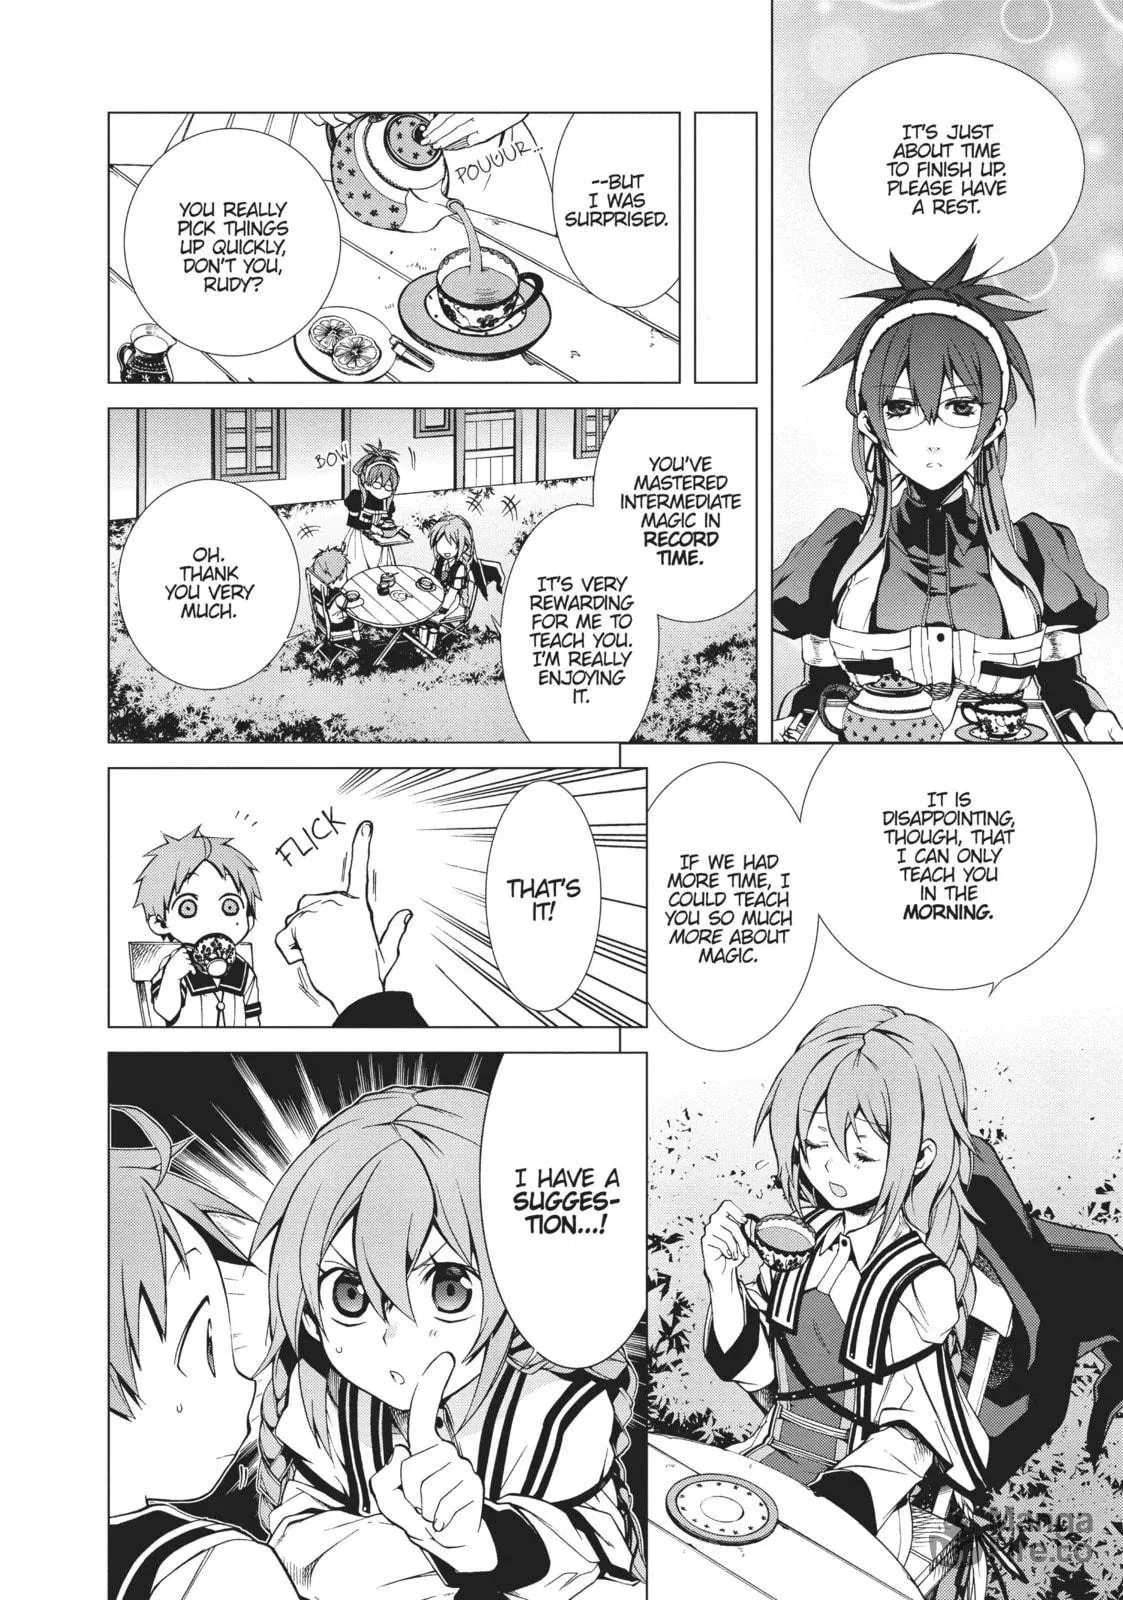 IT'S JUST
ABOUT TIME
TO FINISH UP.
PLEASE HAVE
A REST.
--BUT
I WAS
SURPRISED.
POUUUR...
YOU REALLY
PICK THINGS
UP QUICKLY,
DON'T YOU,
RUDY?
YOU'VE
MASTERED
INTERMEDIATE
MAGIC IN
RECORD
TIME.
IT'S VERY
REWARDING
FOR ME TO
TEACH YOU.
I'M REALLY
ENJOYING
IT.
BOW
OH.
THANK
YOU VERY
MUCH.
IT IS
DISAPPOINTING,
THOUGH, THAT
I CAN ONLY
TEACH YOU
IN THE
MORNING.
IF WE HAD
MORE TIME, I
COULD TEACH
YOU SO MUCH
MORE ABOUT
MAGIC.
THAT'S
IT!
FLICK
I HAVE A
SUGGES-
TION...!
Manga